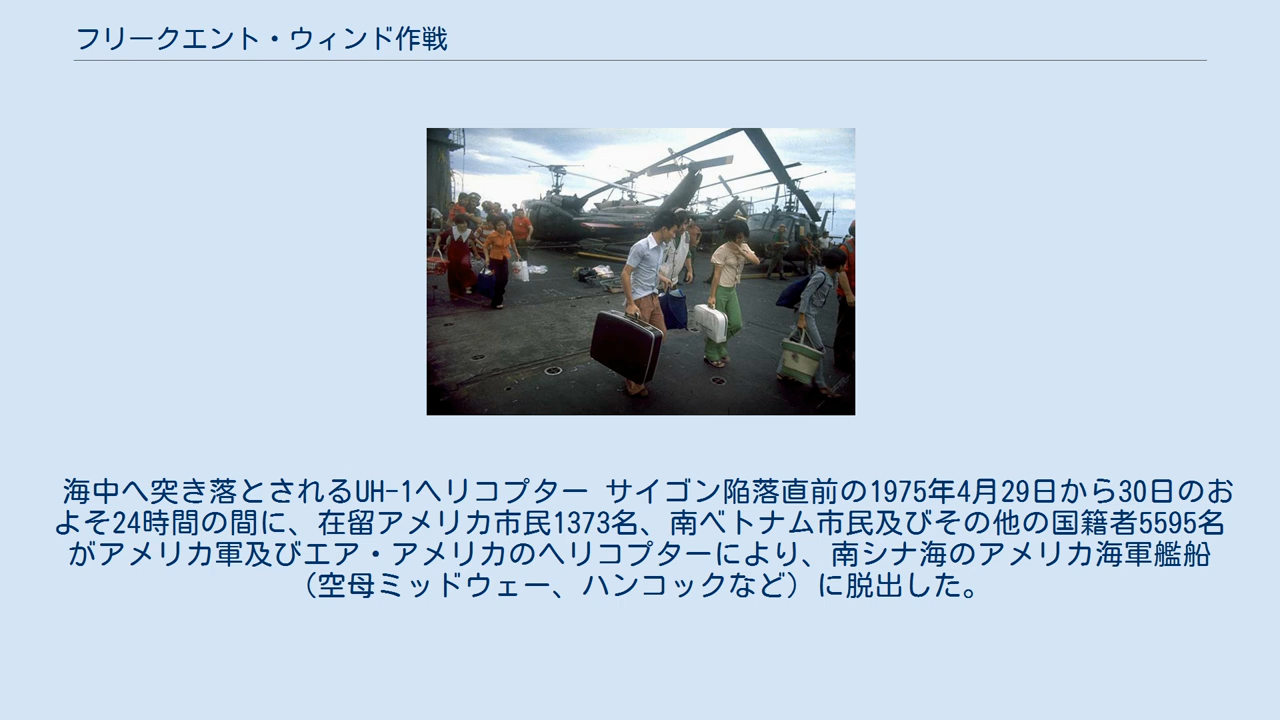 フリークエント・ウィンド作戦
海中へ突き落とされるUH-1ヘリコプター サイゴン陥落直前の1975年4月29日から30日のお
よそ24時間の間に、在留アメリカ市民1373名、南ベトナム市民及びその他の国籍者5595名
がアメリカ軍及びエア・アメリカのヘリコプターにより、南シナ海のアメリカ海軍艦船
（空母ミッドウェー、ハンコックなど）に脱出した。